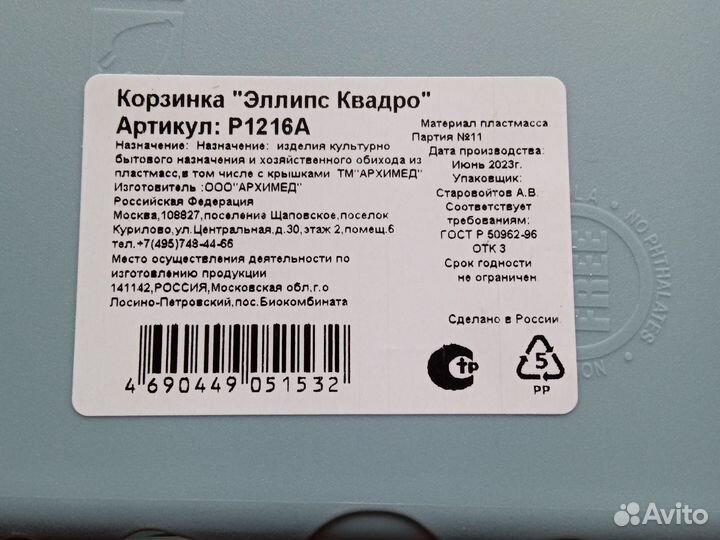 Корзинка "Эллипс Квадро"
Артикул: P1216A
Назначение: Назначение: изделия культурно
бытового назначения и хозяйственного обихода из
пластмасс,в том числе с крышками ТМ"АРХИМЕД"
Изготовитель :ООО"АРХИМЕД"
Российская Федерация
Москва,108827,поселение Щаповское,поселок
Курилово,ул.Центральная,д.30,этаж 2,помещ.6
тел.+7(495)748-44-66
Место осуществления деятельности по
изготовлению продукции
141142,РОССИЯ,Московская обл,г.о
Лосино-Петровский,пос.Биокомбината
Материал пластмасса
Партия №11
Дата производства:
Июнь 2023г.
Упаковщик:
Старовойтов А.В.
Соответствует
требованиям:
ГОСТ Р 50962-96
ОТК 3
Срок годности
не ограничен
Сделано в России
4 690449 051532
стр
5
PP
FREE
NO PHTHALATES
Avito